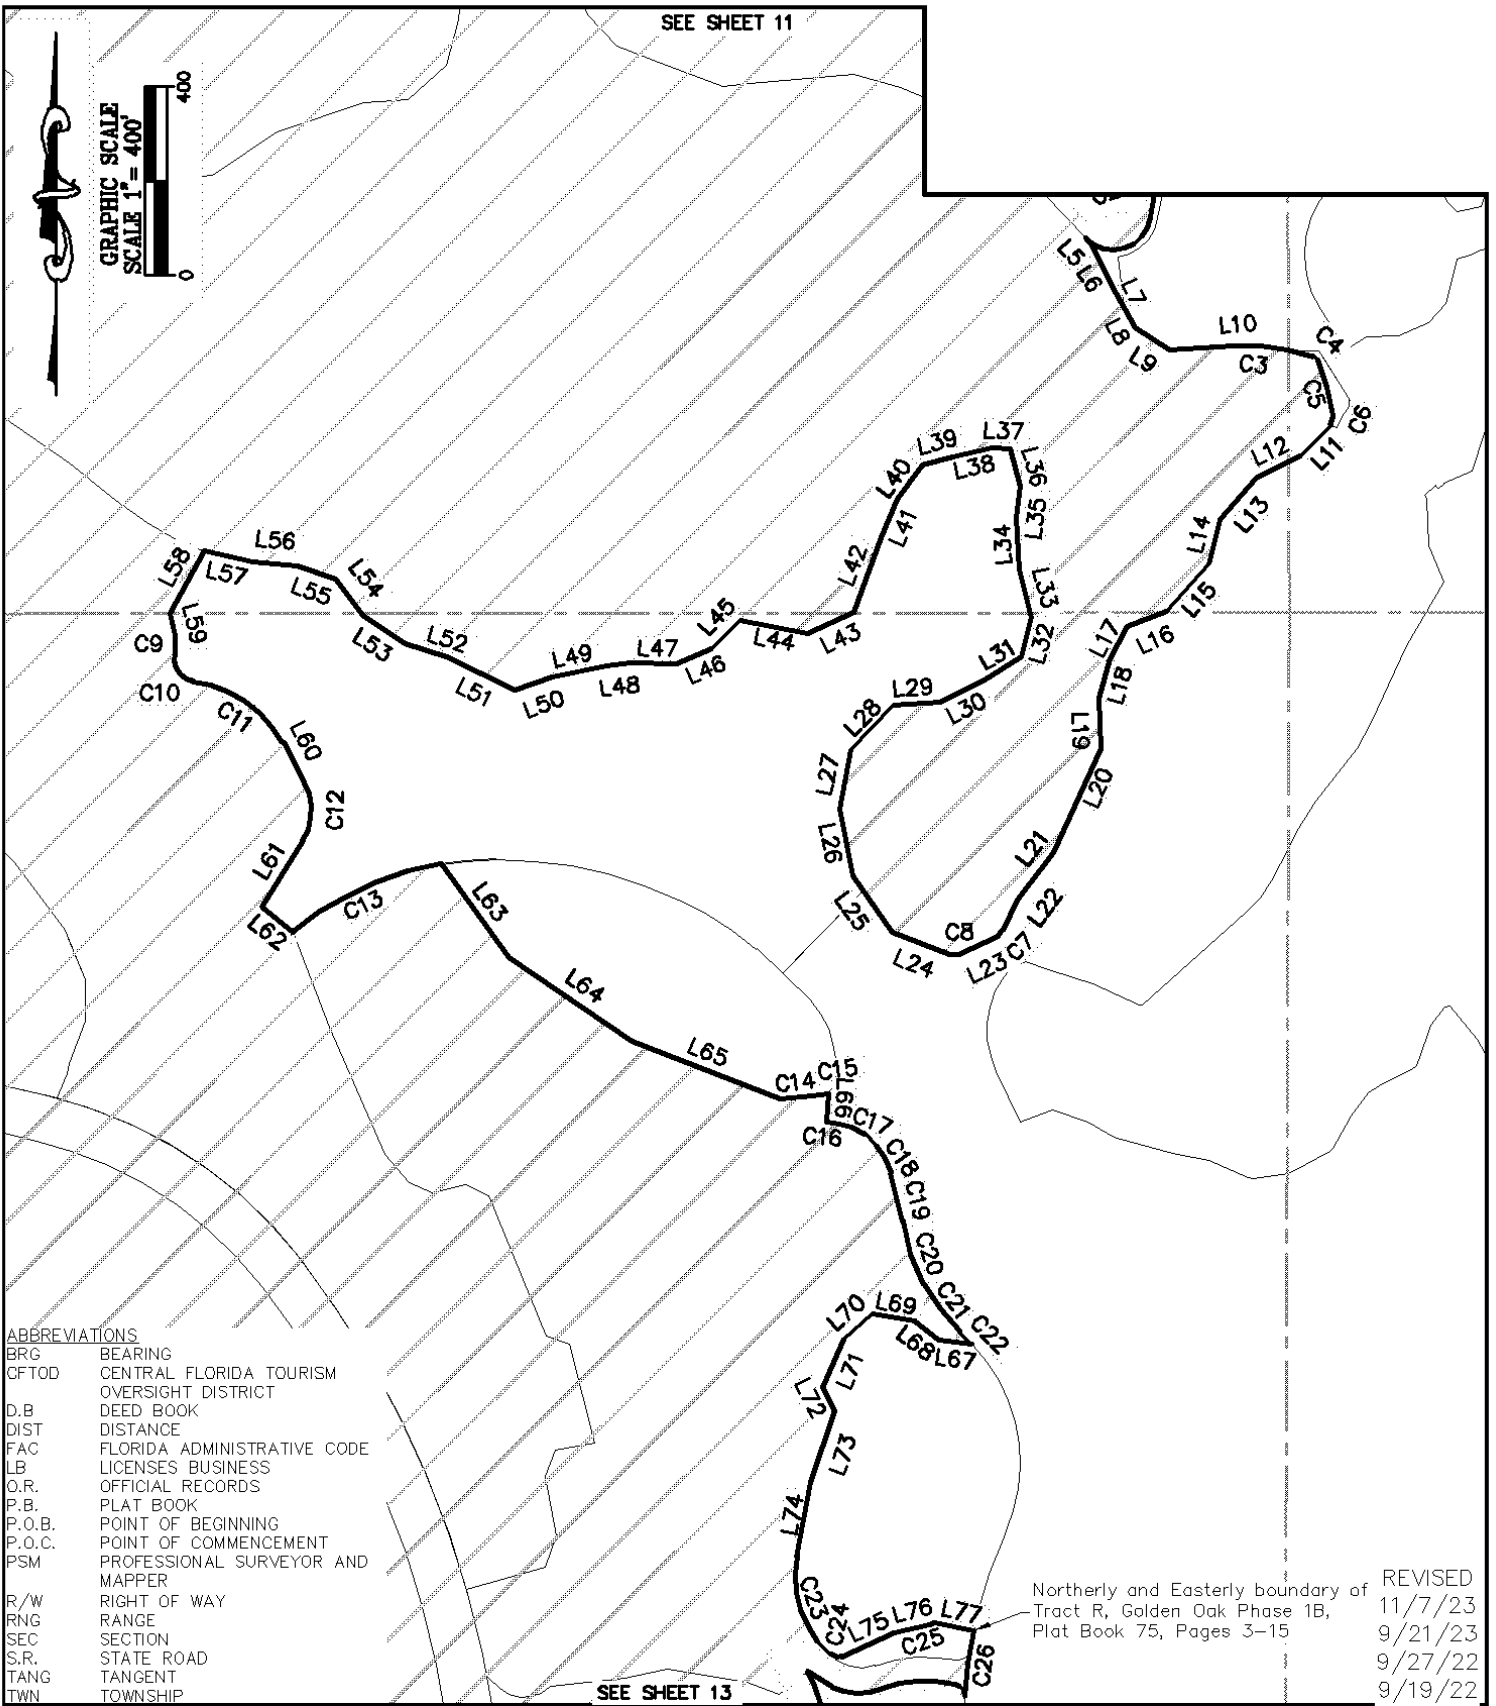 SEE SHEET 11
GRAPHIC SCALE
SCALE 1" = 400'
0
400
L5
L6
L7
L8
L9
L10
C3
C4
C5
C6
L11
L12
L13
L14
L15
L16
L17
L18
L19
L20
L21
L22
C7
L23
C8
L24
L25
L26
L27
L28
L29
L30
L31
L32
L33
L34
L35
L36
L37
L38
L39
L40
L41
L42
L43
L44
L45
L46
L47
L48
L49
L50
L51
L52
L53
L54
L55
L56
L57
L58
L59
C9
C10
C11
L60
C12
L61
L62
C13
L63
L64
L65
C14
C15
L66
C16
C17
C18
C19
C20
C21
C22
L67
L68
L69
L70
L71
L72
L73
L74
C23
C24
L75
L76
C25
L77
C26
ABBREVIATIONS
BRG BEARING
CFTOD CENTRAL FLORIDA TOURISM
OVERSIGHT DISTRICT
D.B DEED BOOK
DIST DISTANCE
FAC FLORIDA ADMINISTRATIVE CODE
LB LICENSES BUSINESS
O.R. OFFICIAL RECORDS
P.B. PLAT BOOK
P.O.B. POINT OF BEGINNING
P.O.C. POINT OF COMMENCEMENT
PSM PROFESSIONAL SURVEYOR AND
MAPPER
R/W RIGHT OF WAY
RNG RANGE
SEC SECTION
S.R. STATE ROAD
TANG TANGENT
TWN TOWNSHIP
Northerly and Easterly boundary of
Tract R, Golden Oak Phase 1B,
Plat Book 75, Pages 3-15
REVISED
11/7/23
9/21/23
9/27/22
9/19/22
SEE SHEET 13